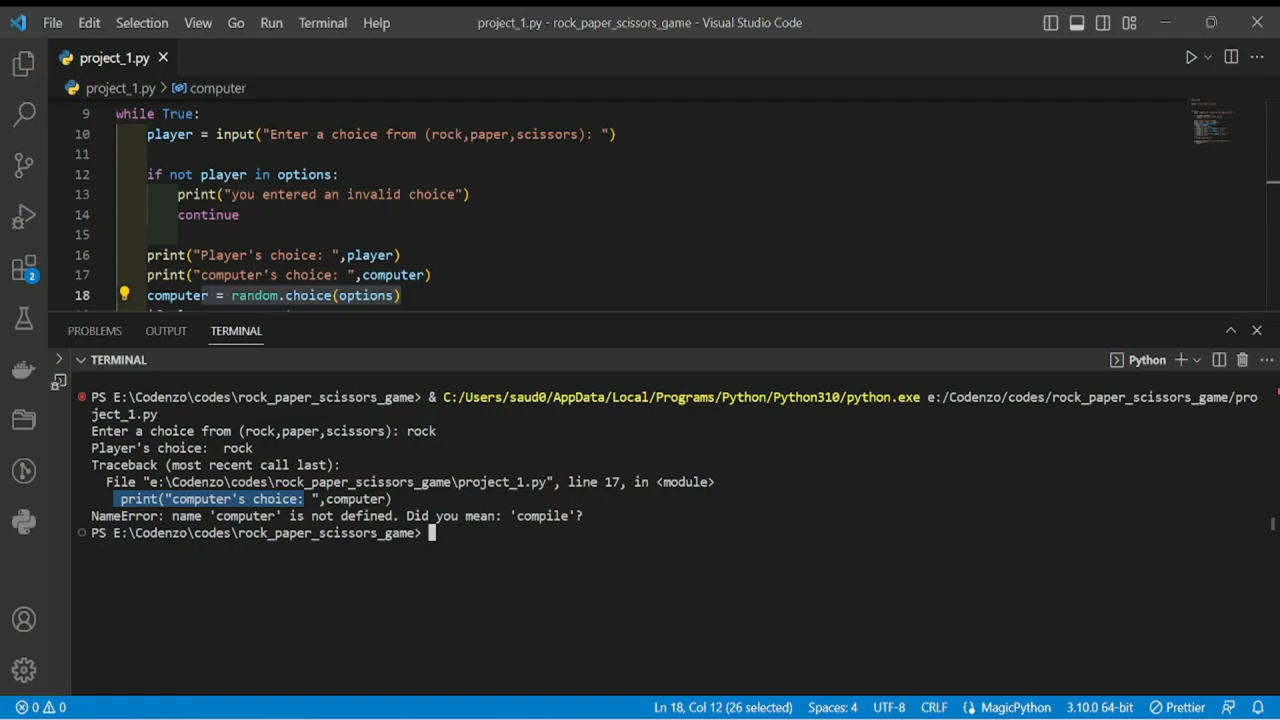 File Edit Selection View Go Run Terminal Help project_1.py - rock_paper_scissors_game - Visual Studio Code
project_1.py
project_1.py > computer
9 while True:
10 player = input("Enter a choice from (rock,paper,scissors): ")
11
12 if not player in options:
13 print("you entered an invalid choice")
14 continue
15
16 print("Player's choice: ",player)
17 print("computer's choice: ",computer)
18 computer = random.choice(options)
2
PROBLEMS OUTPUT TERMINAL
TERMINAL Python
PS E:\Codenzo\codes\rock_paper_scissors_game> & C:/Users/saud0/AppData/Local/Programs/Python/Python310/python.exe e:/Codenzo/codes/rock_paper_scissors_game/pro
ject_1.py
Enter a choice from (rock,paper,scissors): rock
Player's choice:  rock
Traceback (most recent call last):
File "e:\Codenzo\codes\rock_paper_scissors_game\project_1.py", line 17, in <module>
print("computer's choice: ",computer)
NameError: name 'computer' is not defined. Did you mean: 'compile'?
PS E:\Codenzo\codes\rock_paper_scissors_game>
0 0 Ln 18, Col 12 (26 selected) Spaces: 4 UTF-8 CRLF MagicPython 3.10.0 64-bit Prettier